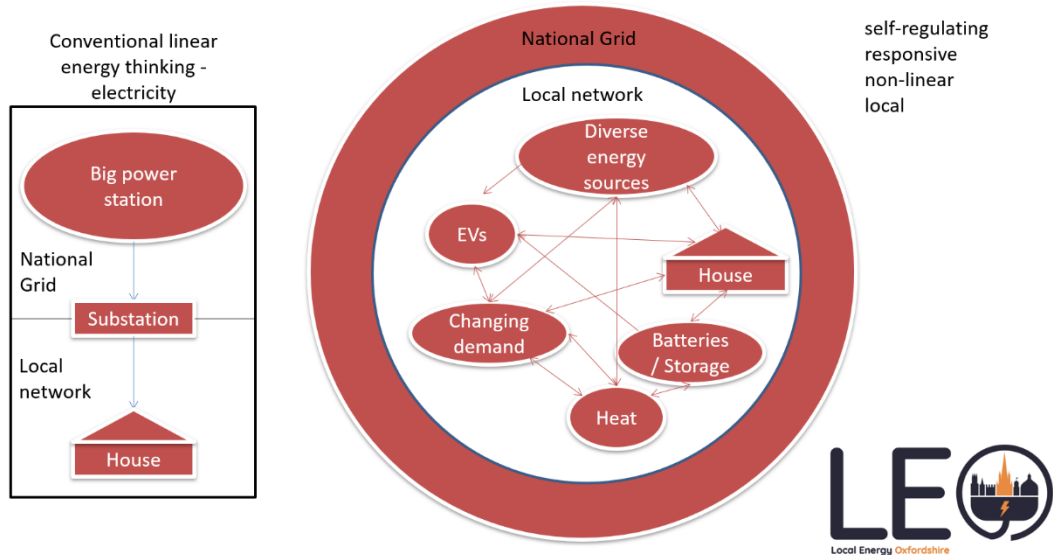 Conventional linear
energy thinking -
electricity
Big power
station
National
Grid
Substation
Local
network
House
National Grid
Local network
Diverse
energy
sources
EVs
House
Changing
demand
Batteries
/ Storage
Heat
self-regulating
responsive
non-linear
local
LEO
Local Energy Oxfordshire